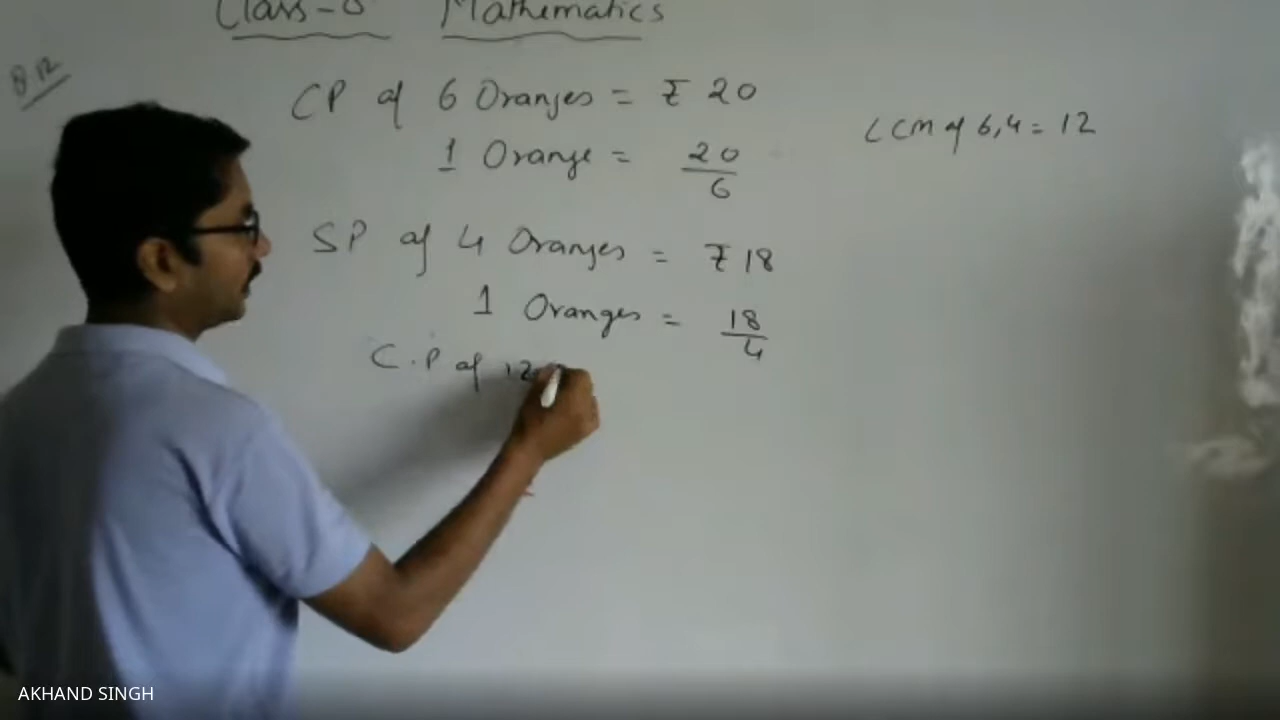 Class-8 Mathematics
Q.12
CP of 6 Oranges = ₹ 20
LCM of 6,4 = 12
1 Orange = 20/6
SP of 4 Oranges = ₹ 18
1 Oranges = 18/4
C.P of 12
AKHAND SINGH